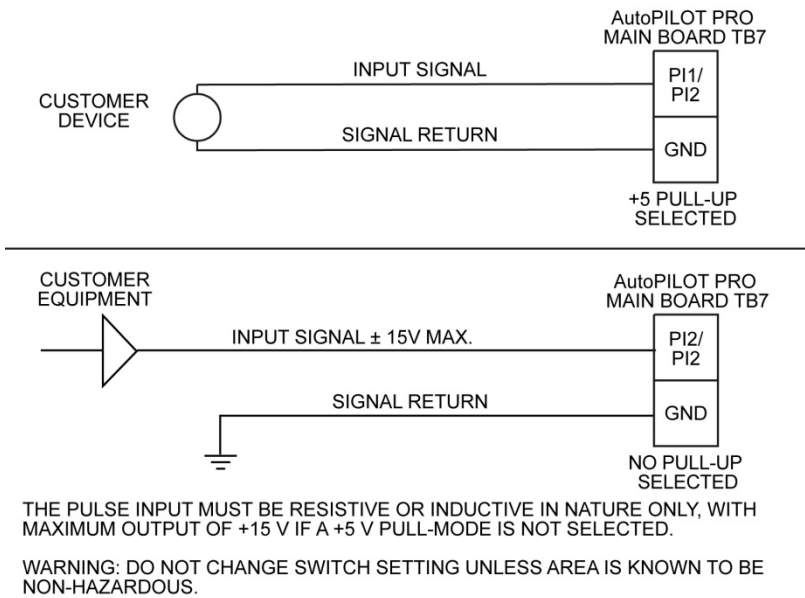 AutoPILOT PRO
MAIN BOARD TB7
INPUT SIGNAL
PI1/
PI2
CUSTOMER
DEVICE
SIGNAL RETURN
GND
+5 PULL-UP
SELECTED
CUSTOMER
EQUIPMENT
AutoPILOT PRO
MAIN BOARD TB7
INPUT SIGNAL ± 15V MAX.
PI2/
PI2
SIGNAL RETURN
GND
NO PULL-UP
SELECTED
THE PULSE INPUT MUST BE RESISTIVE OR INDUCTIVE IN NATURE ONLY, WITH
MAXIMUM OUTPUT OF +15 V IF A +5 V PULL-MODE IS NOT SELECTED.
WARNING: DO NOT CHANGE SWITCH SETTING UNLESS AREA IS KNOWN TO BE
NON-HAZARDOUS.